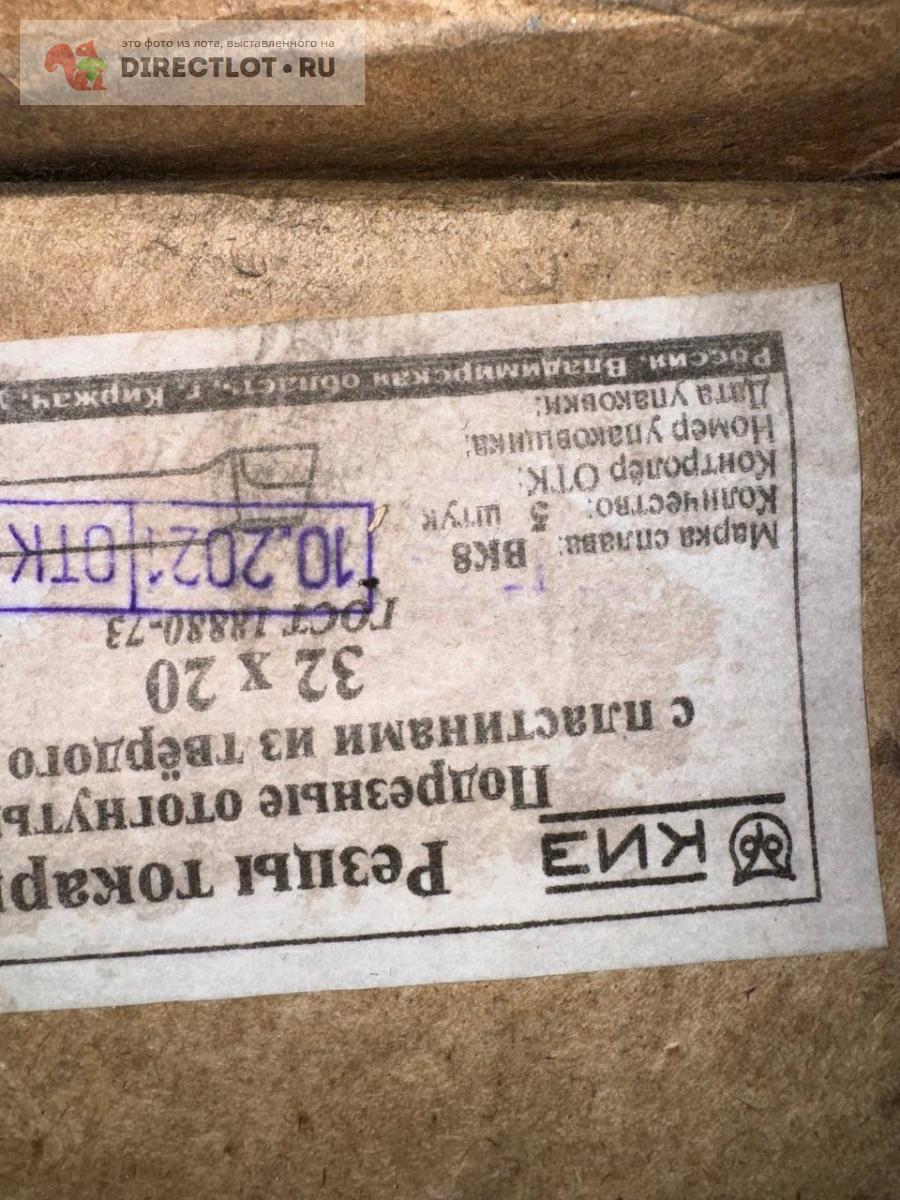 это фото из лота, выставленного на
DIRECTLOT.RU
КИЗ
Резцы токар
Подрезные отогнуты
с пластинами из твёрдого
32 x 20
ГОСТ 18880-73
Марка сплава: ВК8
Количество: 5 штук
Контролёр ОТК:
Номер упаковщика:
Дата упаковки:
10.2021 ОТК
Россия, Владимирская область, г. Киржач,